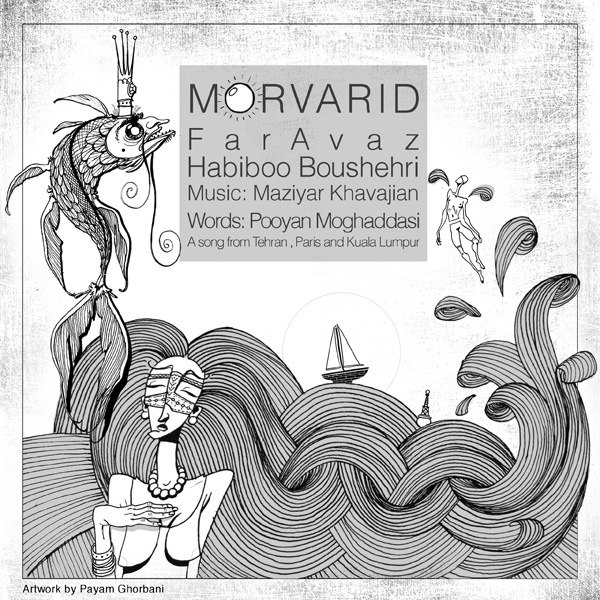 MORVARID
FarAvaz
Habiboo Boushehri
Music: Maziyar Khavajian
Words: Pooyan Moghaddasi
A song from Tehran , Paris and Kuala Lumpur
Artwork by Payam Ghorbani